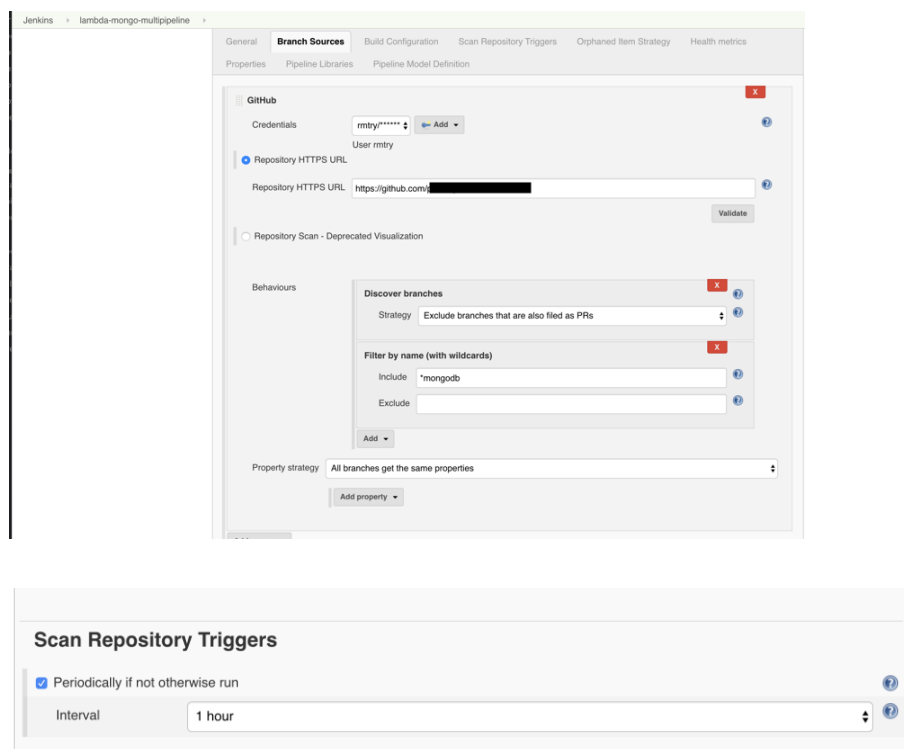 Jenkins › lambda-mongo-multipipeline ›
General Branch Sources Build Configuration Scan Repository Triggers Orphaned Item Strategy Health metrics
Properties Pipeline Libraries Pipeline Model Definition
X
GitHub
Credentials rmtry/****** Add
User rmtry
Repository HTTPS URL
Repository HTTPS URL https://github.com/
Validate
Repository Scan - Deprecated Visualization
Behaviours
X
Discover branches
Strategy Exclude branches that are also filed as PRs
X
Filter by name (with wildcards)
Include *mongodb
Exclude
Add
Property strategy All branches get the same properties
Add property
Scan Repository Triggers
Periodically if not otherwise run
Interval 1 hour